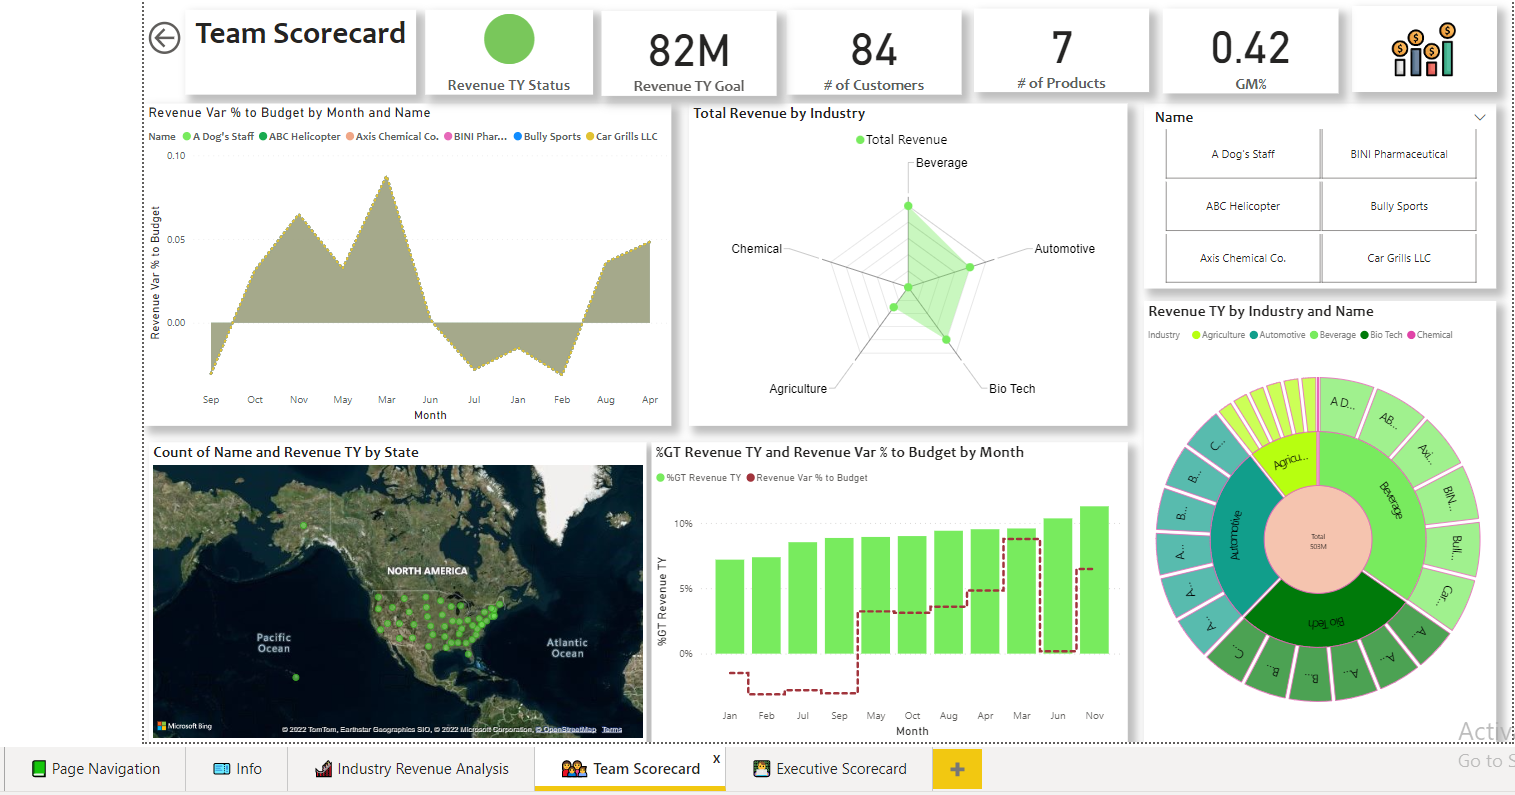 Team Scorecard
Revenue TY Status
82M
Revenue TY Goal
84
# of Customers
7
# of Products
0.42
GM%
Revenue Var % to Budget by Month and Name
Name A Dog's Staff ABC Helicopter Axis Chemical Co. BINI Phar... Bully Sports Car Grills LLC
Revenue Var % to Budget
0.10
0.05
0.00
Sep Oct Nov May Mar Jun Jul Jan Feb Aug Apr
Month
Total Revenue by Industry
Total Revenue
Beverage
Automotive
Bio Tech
Agriculture
Chemical
Name
A Dog's Staff BINI Pharmaceutical
ABC Helicopter Bully Sports
Axis Chemical Co. Car Grills LLC
Revenue TY by Industry and Name
Industry Agriculture Automotive Beverage Bio Tech Chemical
A D...
AB...
Axi...
BIN...
Bull...
Car...
A...
A...
A...
B...
B...
C...
A...
A...
A...
B...
B...
C...
Agricu...
Beverage
Automotive
Bio Tech
Total
503M
Count of Name and Revenue TY by State
NORTH AMERICA
Pacific
Ocean
Atlantic
Ocean
Microsoft Bing
© 2022 TomTom, Earthstar Geographics SIO, © 2022 Microsoft Corporation, © OpenStreetMap Terms
%GT Revenue TY and Revenue Var % to Budget by Month
%GT Revenue TY Revenue Var % to Budget
%GT Revenue TY
10%
5%
0%
Jan Feb Jul Sep May Oct Aug Apr Mar Jun Nov
Month
Activ
Go to S
Page Navigation Info Industry Revenue Analysis Team Scorecard x Executive Scorecard +